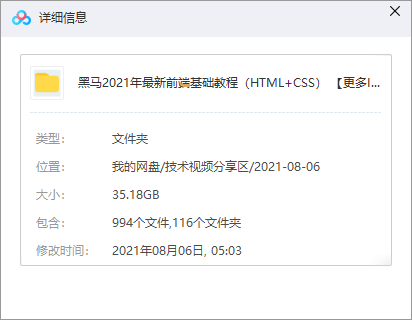 详细信息
黑马2021年最新前端基础教程（HTML+CSS） 【更多I...
类型： 文件夹
位置： 我的网盘/技术视频分享区/2021-08-06
大小： 35.18GB
包含： 994个文件,116个文件夹
修改时间： 2021年08月06日, 05:03